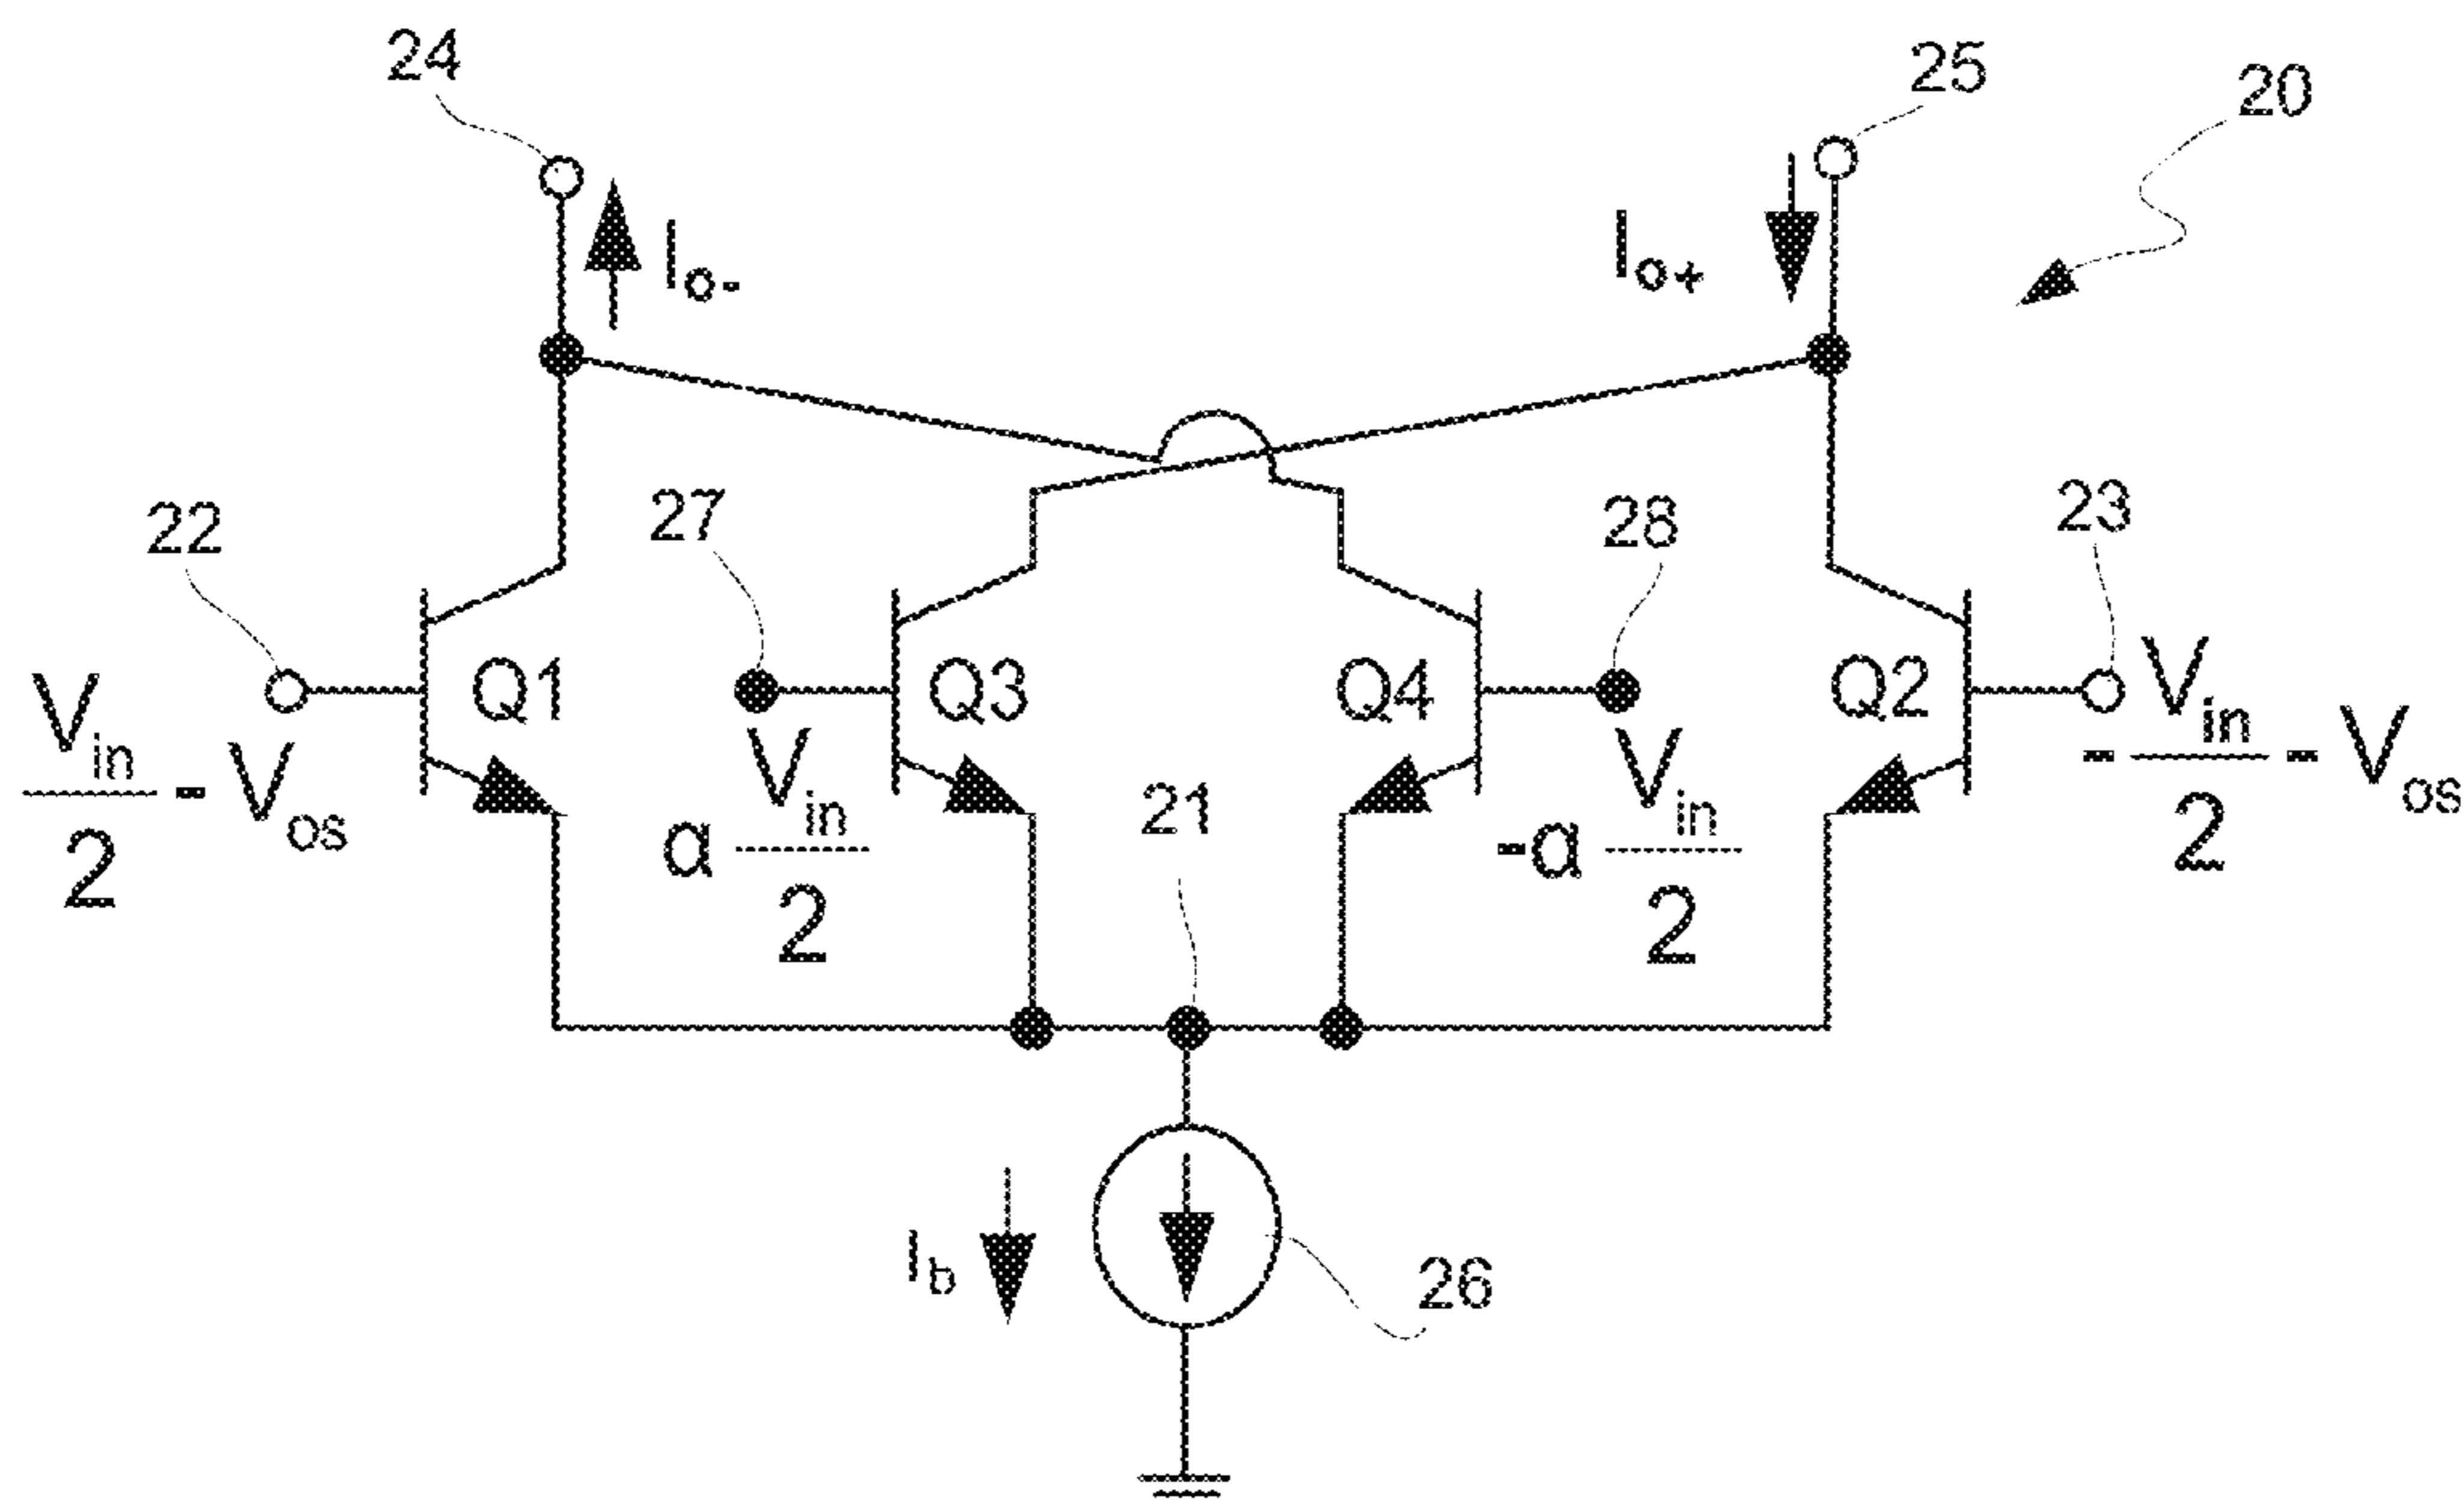 24
25
20
Io-
Io+
22
27
28
23
Q1
Q3
Q4
Q2
Vin/2 - Vos
α Vin/2
21
-α Vin/2
-Vin/2 - Vos
Ib
26